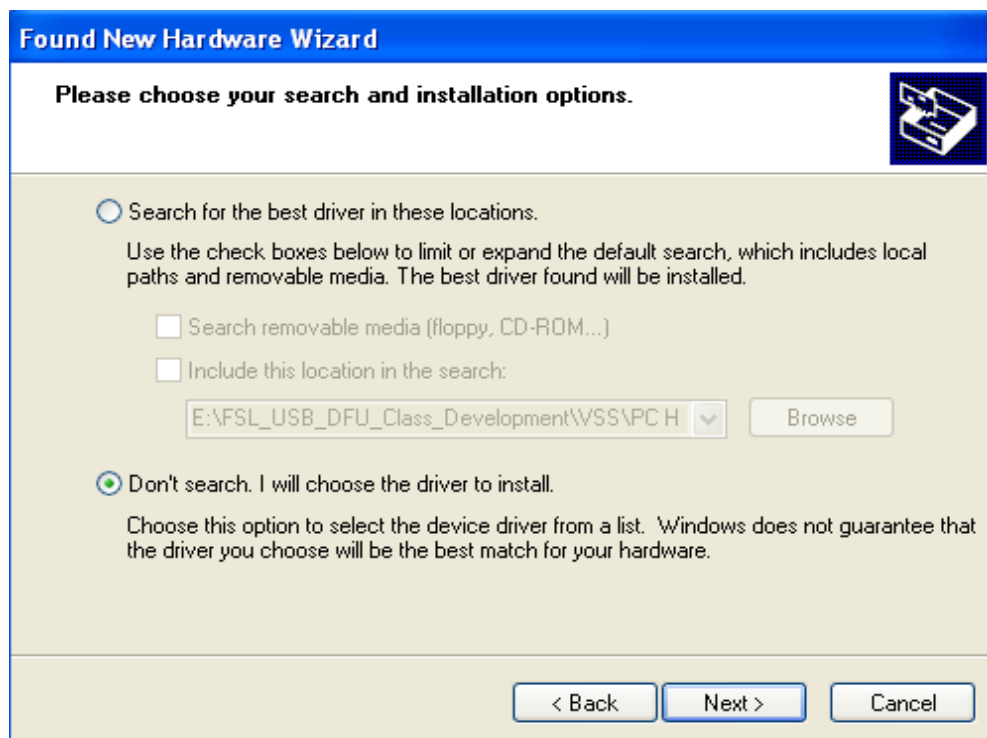 Found New Hardware Wizard
Please choose your search and installation options.
Search for the best driver in these locations.
Use the check boxes below to limit or expand the default search, which includes local
paths and removable media. The best driver found will be installed.
Search removable media (floppy, CD-ROM...)
Include this location in the search:
E:\FSL_USB_DFU_Class_Development\VSS\PC H
Browse
Don't search. I will choose the driver to install.
Choose this option to select the device driver from a list.  Windows does not guarantee that
the driver you choose will be the best match for your hardware.
< Back
Next >
Cancel